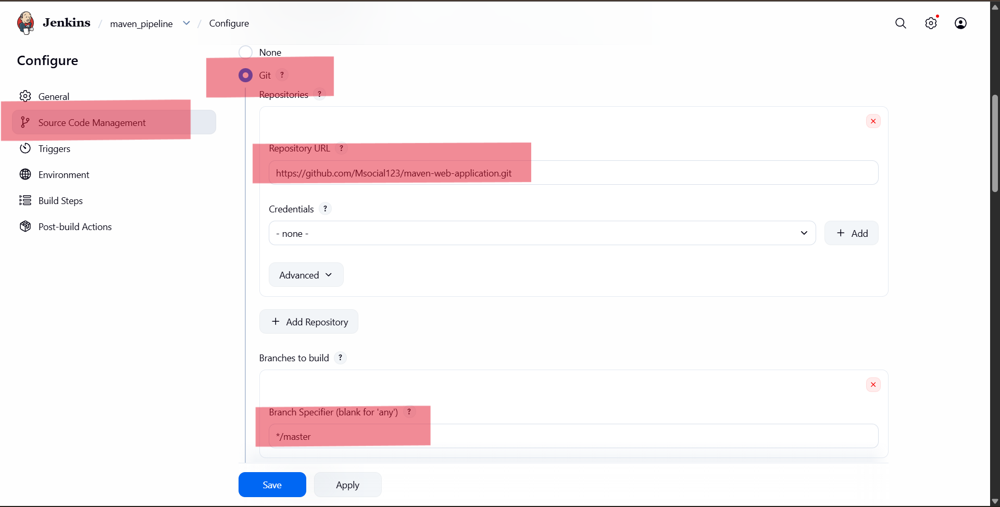 Jenkins / maven_pipeline / Configure
Configure
General
Source Code Management
Triggers
Environment
Build Steps
Post-build Actions
None
Git ?
Repositories ?
Repository URL ?
https://github.com/Msocial123/maven-web-application.git
Credentials ?
- none -
+ Add
Advanced
+ Add Repository
Branches to build ?
Branch Specifier (blank for 'any') ?
*/master
Save
Apply